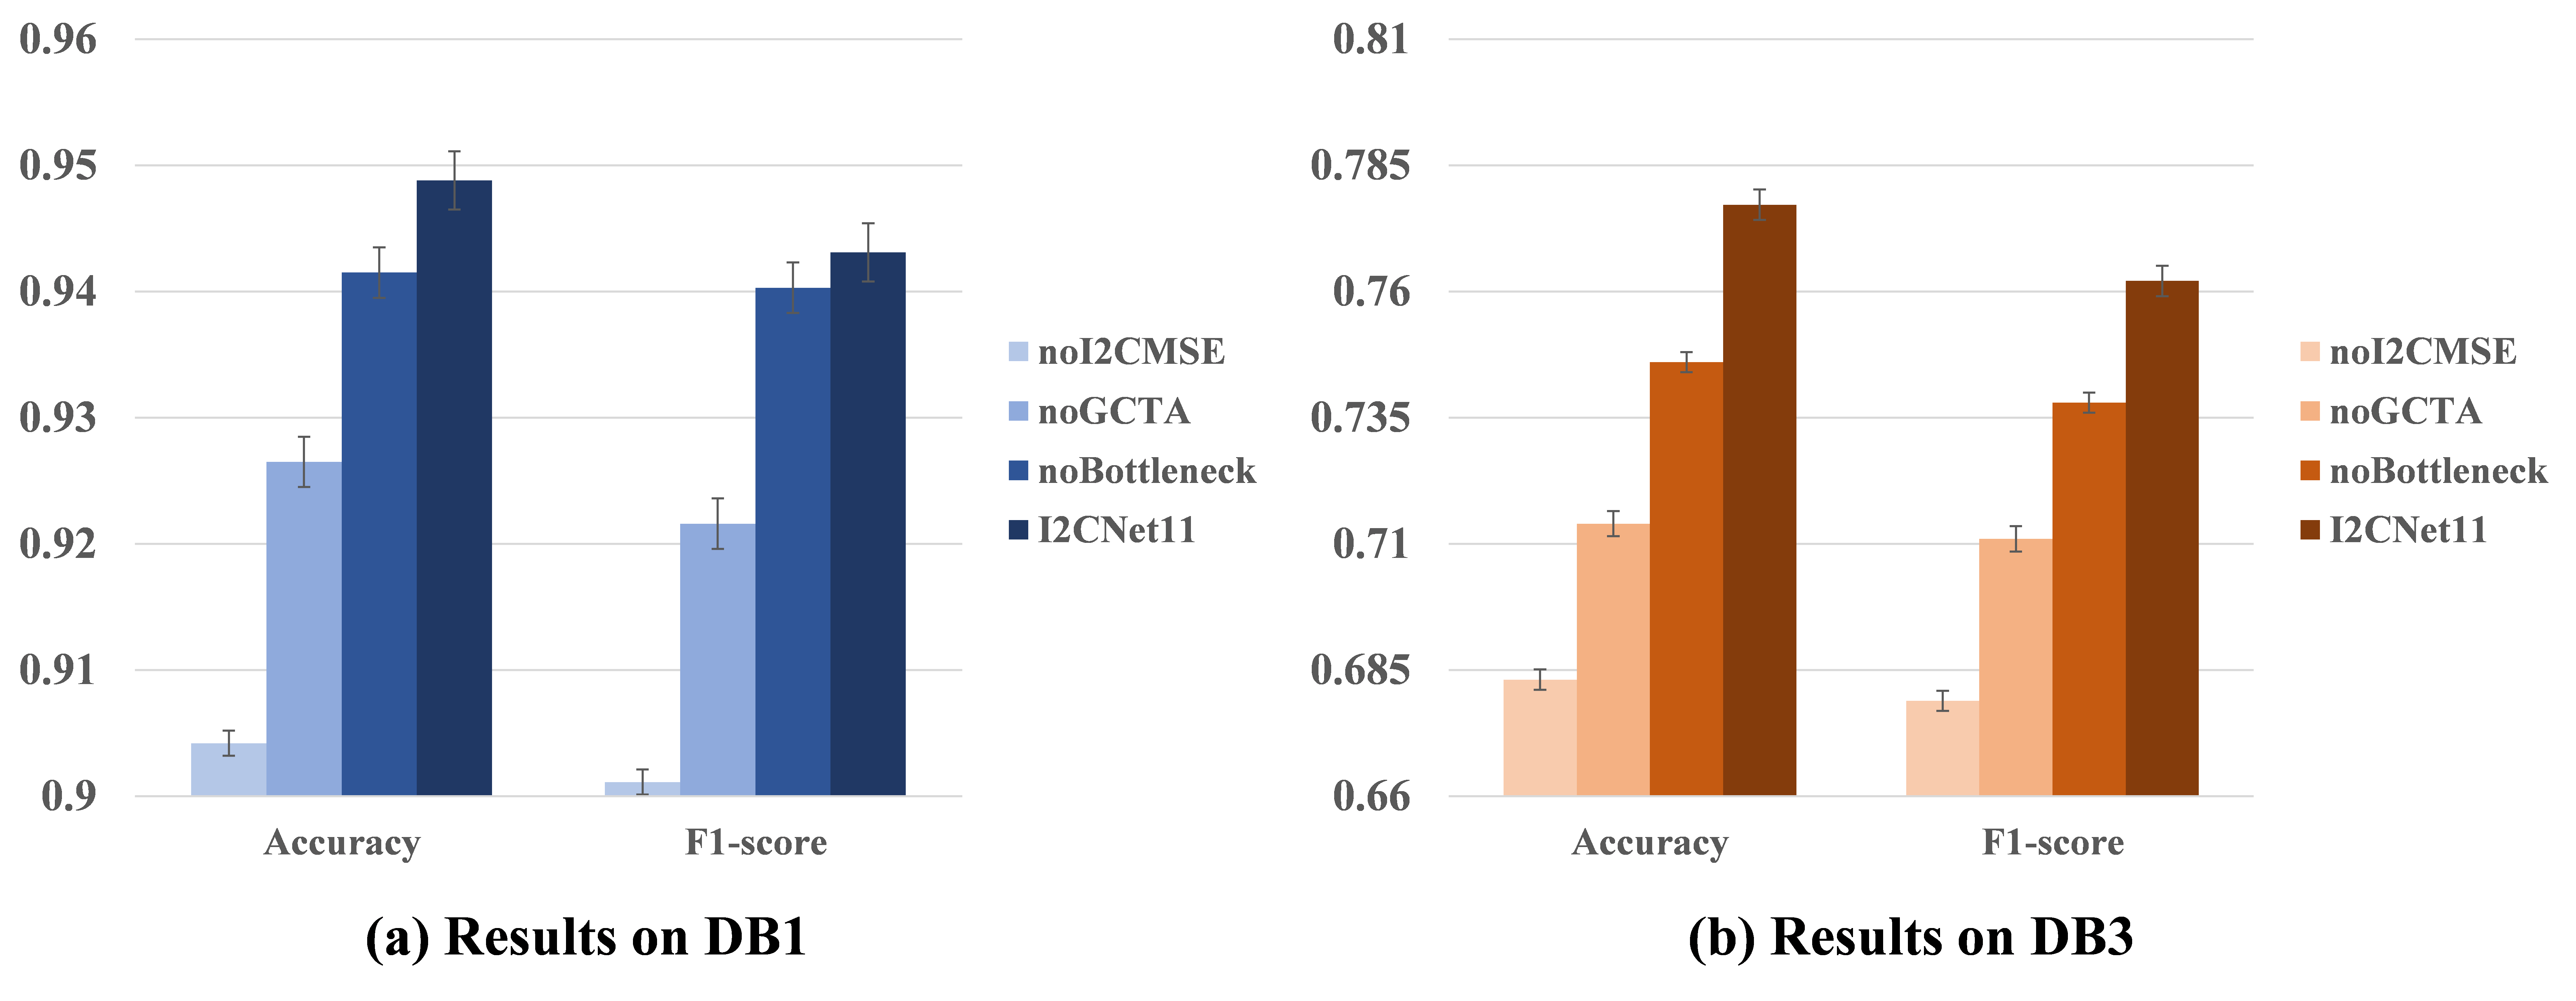 0.96
0.95
0.94
0.93
0.92
0.91
0.9
Accuracy
F1-score
noI2CMSE
noGCTA
noBottleneck
I2CNet11
(a) Results on DB1
0.81
0.785
0.76
0.735
0.71
0.685
0.66
Accuracy
F1-score
noI2CMSE
noGCTA
noBottleneck
I2CNet11
(b) Results on DB3